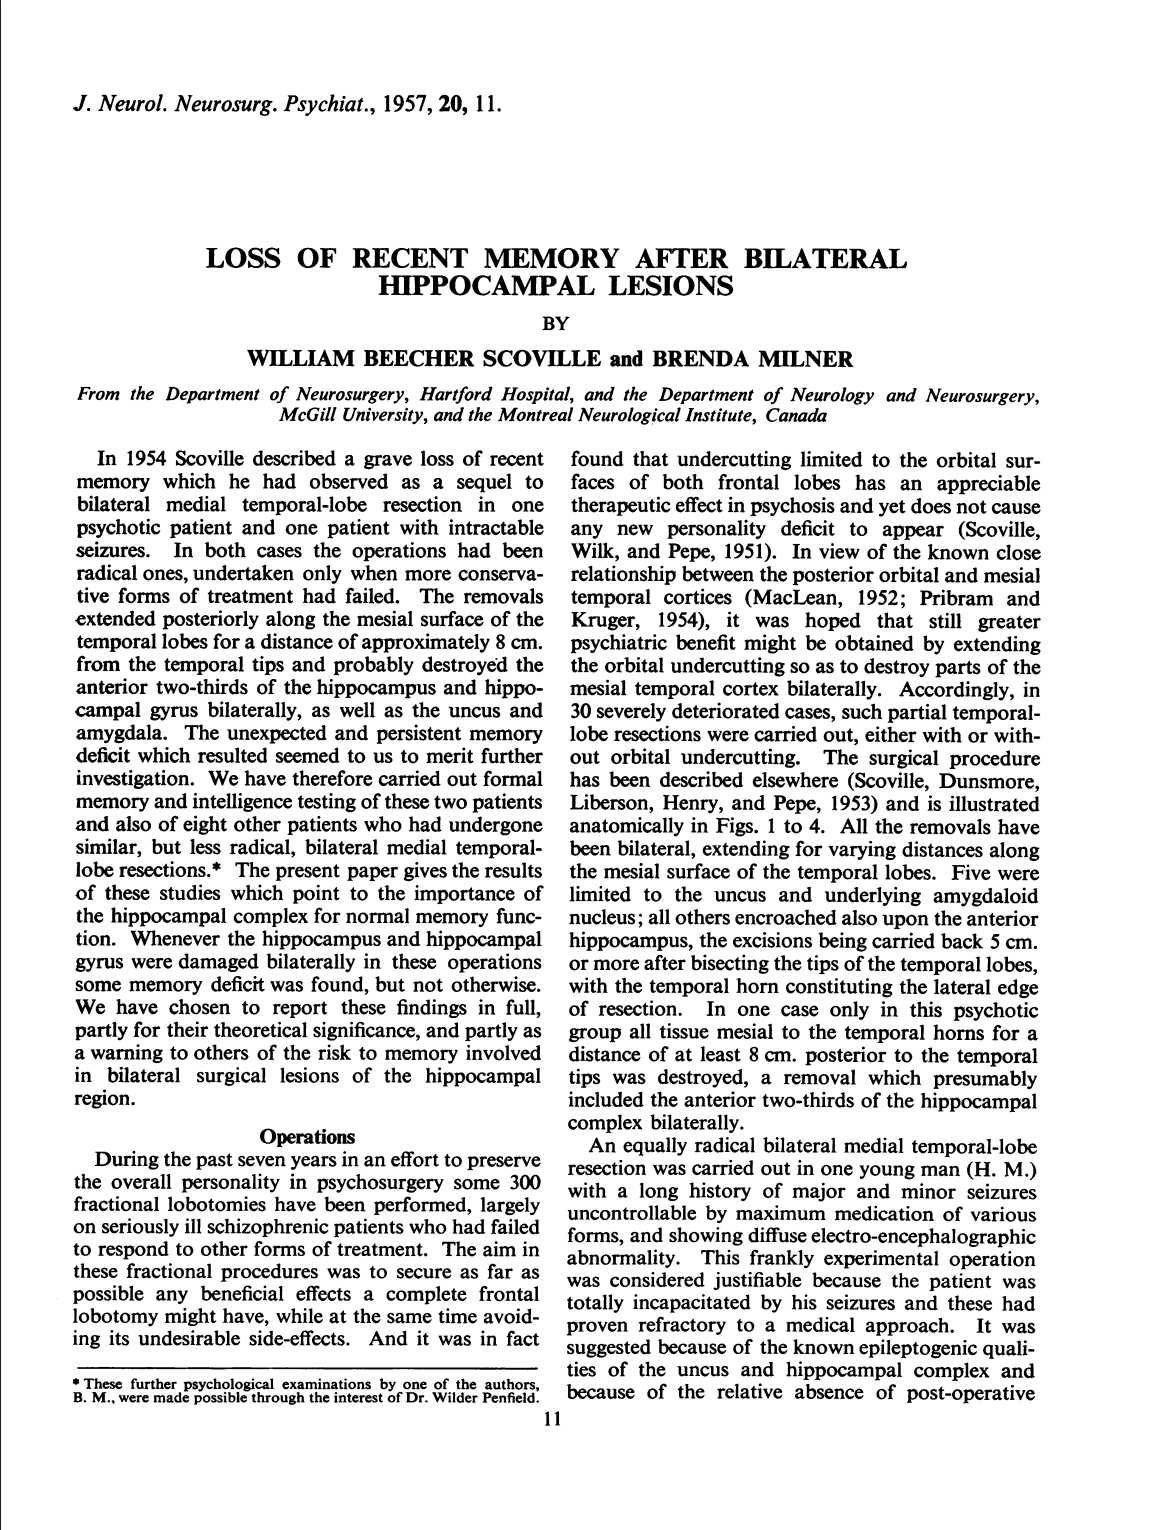 J. Neurol. Neurosurg. Psychiat., 1957, 20, 11.
LOSS OF RECENT MEMORY AFTER BILATERAL
HIPPOCAMPAL LESIONS
BY
WILLIAM BEECHER SCOVILLE and BRENDA MILNER
From the Department of Neurosurgery, Hartford Hospital, and the Department of Neurology and Neurosurgery,
McGill University, and the Montreal Neurological Institute, Canada
In 1954 Scoville described a grave loss of recent
memory which he had observed as a sequel to
bilateral medial temporal-lobe resection in one
psychotic patient and one patient with intractable
seizures. In both cases the operations had been
radical ones, undertaken only when more conserva-
tive forms of treatment had failed. The removals
extended posteriorly along the mesial surface of the
temporal lobes for a distance of approximately 8 cm.
from the temporal tips and probably destroyed the
anterior two-thirds of the hippocampus and hippo-
campal gyrus bilaterally, as well as the uncus and
amygdala. The unexpected and persistent memory
deficit which resulted seemed to us to merit further
investigation. We have therefore carried out formal
memory and intelligence testing of these two patients
and also of eight other patients who had undergone
similar, but less radical, bilateral medial temporal-
lobe resections.* The present paper gives the results
of these studies which point to the importance of
the hippocampal complex for normal memory func-
tion. Whenever the hippocampus and hippocampal
gyrus were damaged bilaterally in these operations
some memory deficit was found, but not otherwise.
We have chosen to report these findings in full,
partly for their theoretical significance, and partly as
a warning to others of the risk to memory involved
in bilateral surgical lesions of the hippocampal
region.
Operations
During the past seven years in an effort to preserve
the overall personality in psychosurgery some 300
fractional lobotomies have been performed, largely
on seriously ill schizophrenic patients who had failed
to respond to other forms of treatment. The aim in
these fractional procedures was to secure as far as
possible any beneficial effects a complete frontal
lobotomy might have, while at the same time avoid-
ing its undesirable side-effects. And it was in fact
* These further psychological examinations by one of the authors,
B. M., were made possible through the interest of Dr. Wilder Penfield.
found that undercutting limited to the orbital sur-
faces of both frontal lobes has an appreciable
therapeutic effect in psychosis and yet does not cause
any new personality deficit to appear (Scoville,
Wilk, and Pepe, 1951). In view of the known close
relationship between the posterior orbital and mesial
temporal cortices (MacLean, 1952; Pribram and
Kruger, 1954), it was hoped that still greater
psychiatric benefit might be obtained by extending
the orbital undercutting so as to destroy parts of the
mesial temporal cortex bilaterally. Accordingly, in
30 severely deteriorated cases, such partial temporal-
lobe resections were carried out, either with or with-
out orbital undercutting. The surgical procedure
has been described elsewhere (Scoville, Dunsmore,
Liberson, Henry, and Pepe, 1953) and is illustrated
anatomically in Figs. 1 to 4. All the removals have
been bilateral, extending for varying distances along
the mesial surface of the temporal lobes. Five were
limited to the uncus and underlying amygdaloid
nucleus; all others encroached also upon the anterior
hippocampus, the excisions being carried back 5 cm.
or more after bisecting the tips of the temporal lobes,
with the temporal horn constituting the lateral edge
of resection. In one case only in this psychotic
group all tissue mesial to the temporal horns for a
distance of at least 8 cm. posterior to the temporal
tips was destroyed, a removal which presumably
included the anterior two-thirds of the hippocampal
complex bilaterally.
An equally radical bilateral medial temporal-lobe
resection was carried out in one young man (H. M.)
with a long history of major and minor seizures
uncontrollable by maximum medication of various
forms, and showing diffuse electro-encephalographic
abnormality. This frankly experimental operation
was considered justifiable because the patient was
totally incapacitated by his seizures and these had
proven refractory to a medical approach. It was
suggested because of the known epileptogenic quali-
ties of the uncus and hippocampal complex and
because of the relative absence of post-operative
11